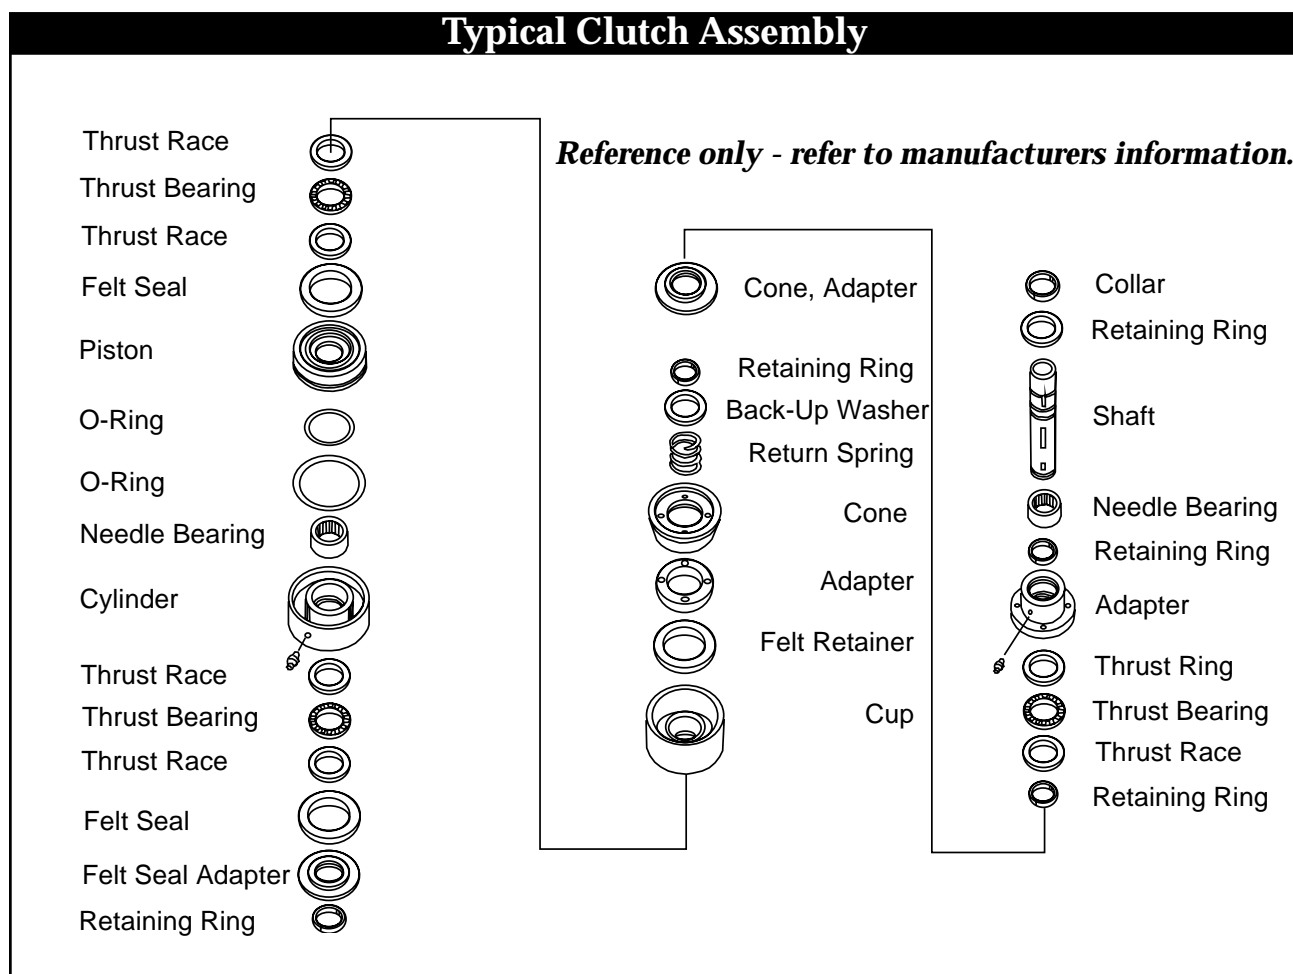 Typical Clutch Assembly
Reference only - refer to manufacturers information.
Thrust Race
Thrust Bearing
Thrust Race
Felt Seal
Piston
O-Ring
O-Ring
Needle Bearing
Cylinder
Thrust Race
Thrust Bearing
Thrust Race
Felt Seal
Felt Seal Adapter
Retaining Ring
Cone, Adapter
Retaining Ring
Back-Up Washer
Return Spring
Cone
Adapter
Felt Retainer
Cup
Collar
Retaining Ring
Shaft
Needle Bearing
Retaining Ring
Adapter
Thrust Ring
Thrust Bearing
Thrust Race
Retaining Ring